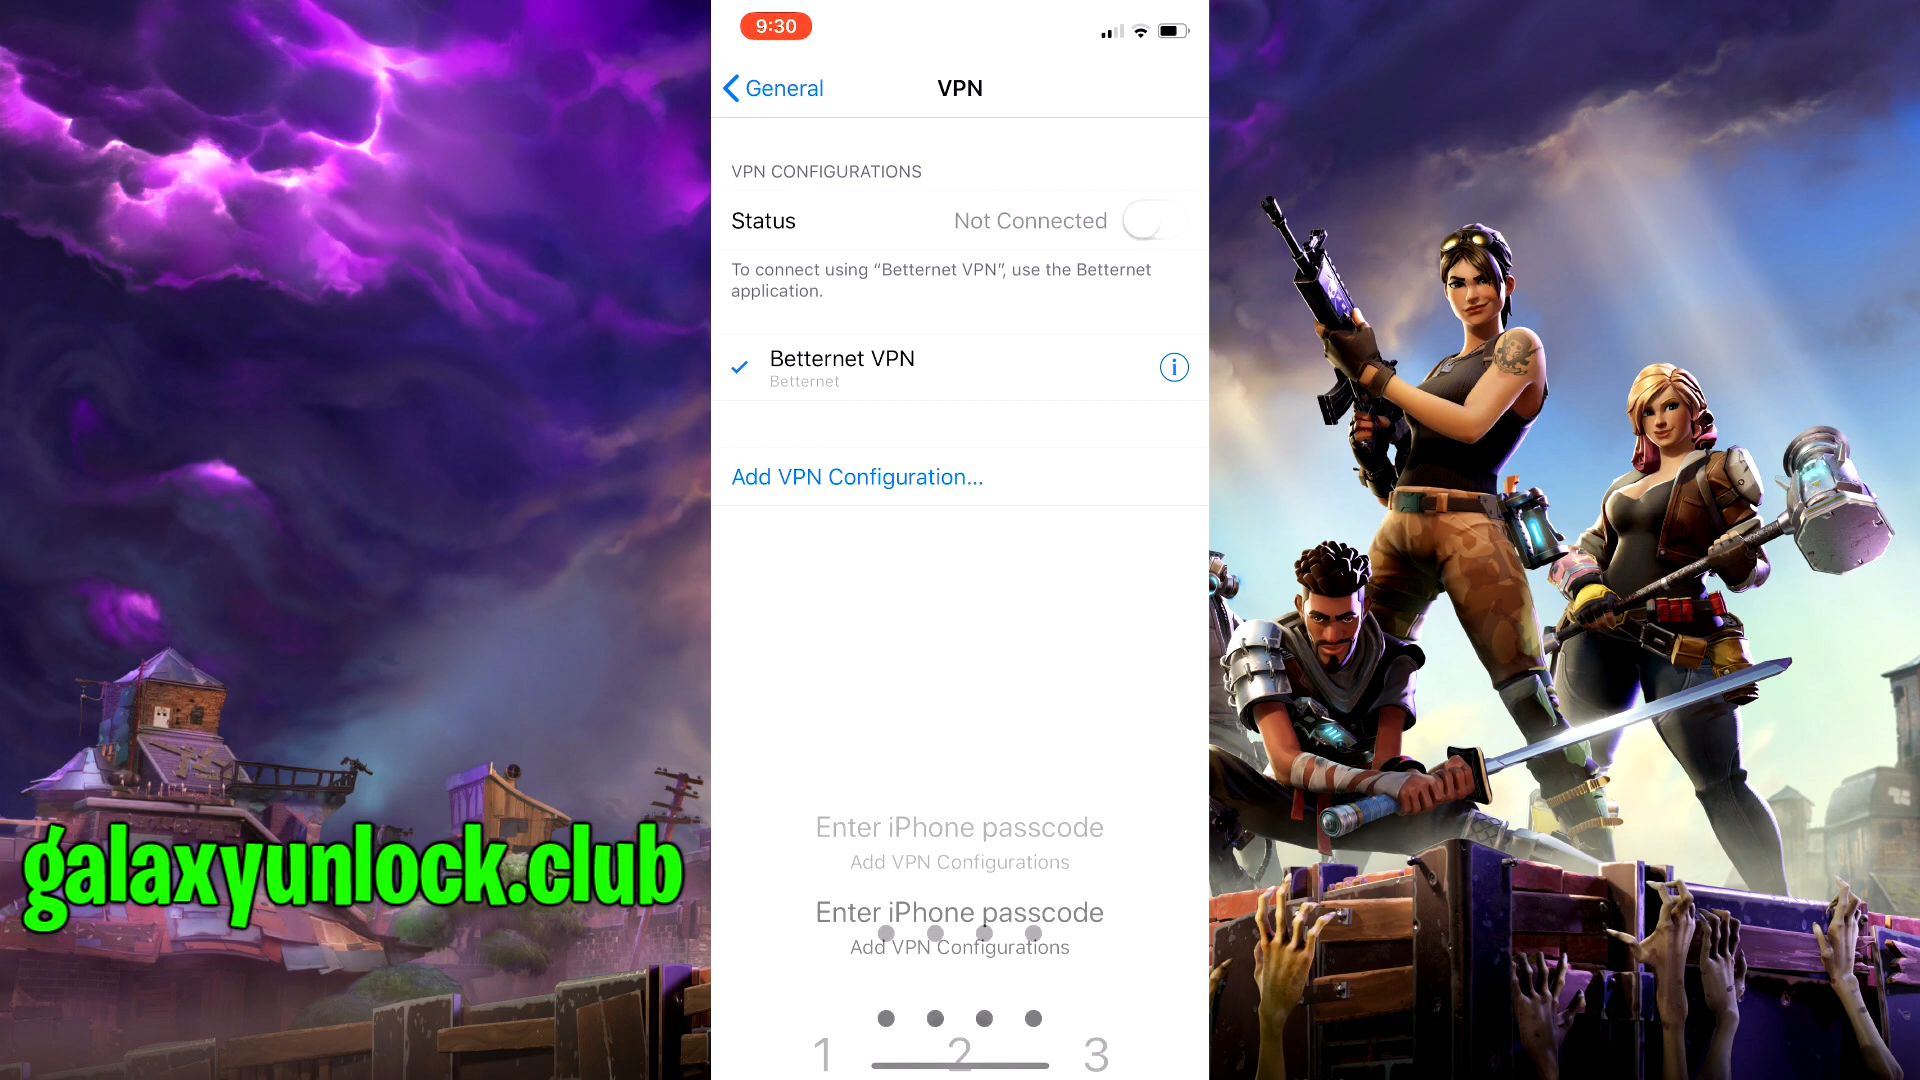 9:30
General
VPN
VPN CONFIGURATIONS
Status Not Connected
To connect using “Betternet VPN”, use the Betternet
application.
Betternet VPN
Betternet
Add VPN Configuration...
Enter iPhone passcode
Add VPN Configurations
Enter iPhone passcode
Add VPN Configurations
1 2 3
galaxyunlock.club